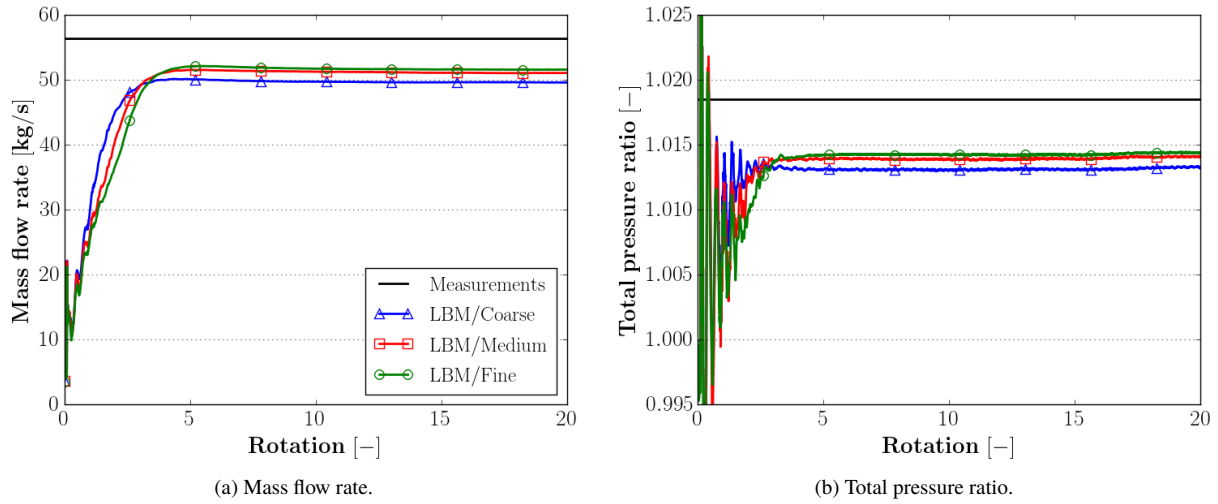 60
50
40
30
20
10
0
Mass flow rate [kg/s]
Measurements
LBM/Coarse
LBM/Medium
LBM/Fine
0 5 10 15 20
Rotation [−]
(a) Mass flow rate.
1.025
1.020
1.015
1.010
1.005
1.000
0.995
Total pressure ratio [−]
0 5 10 15 20
Rotation [−]
(b) Total pressure ratio.